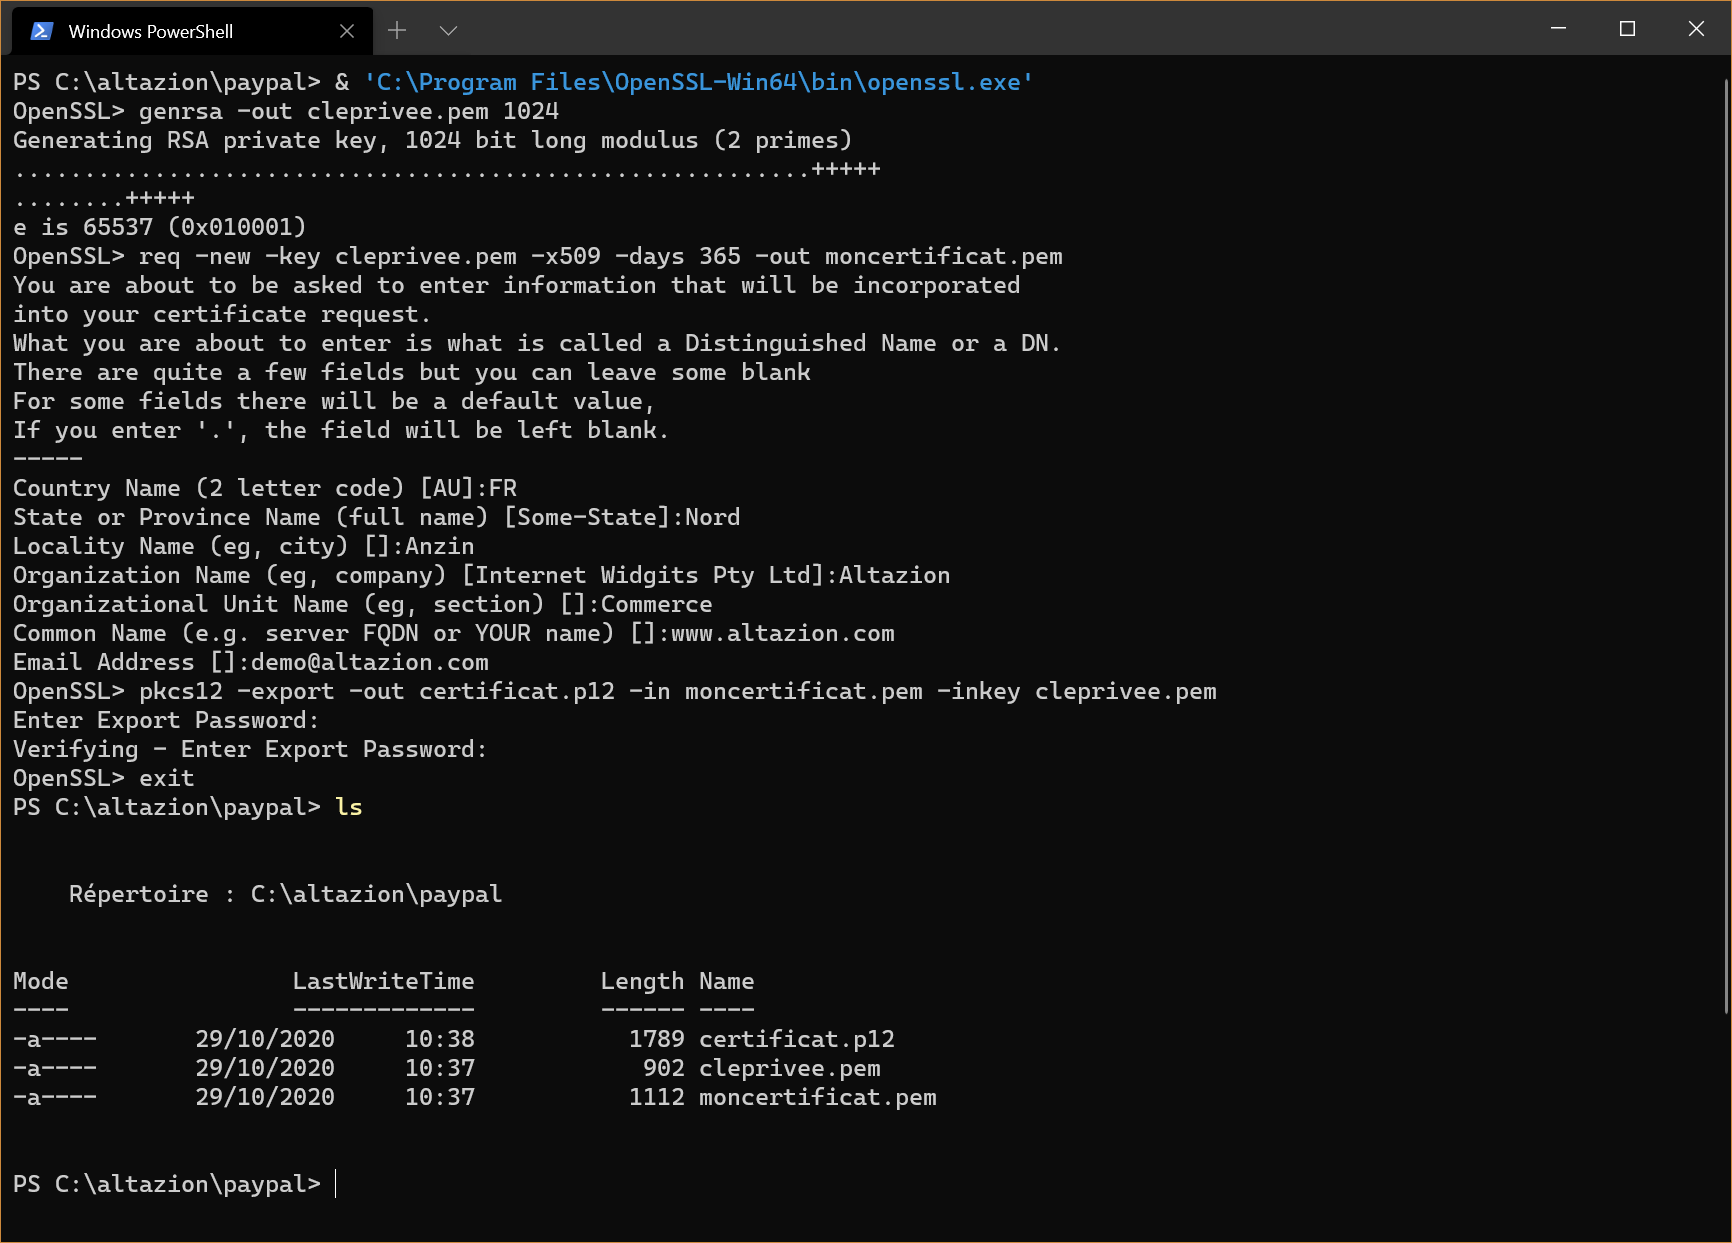 Windows PowerShell
PS C:\altazion\paypal> & 'C:\Program Files\OpenSSL-Win64\bin\openssl.exe'
OpenSSL> genrsa -out cleprivee.pem 1024
Generating RSA private key, 1024 bit long modulus (2 primes)
.........................................................+++++
........+++++
e is 65537 (0x010001)
OpenSSL> req -new -key cleprivee.pem -x509 -days 365 -out moncertificat.pem
You are about to be asked to enter information that will be incorporated
into your certificate request.
What you are about to enter is what is called a Distinguished Name or a DN.
There are quite a few fields but you can leave some blank
For some fields there will be a default value,
If you enter '.', the field will be left blank.
-----
Country Name (2 letter code) [AU]:FR
State or Province Name (full name) [Some-State]:Nord
Locality Name (eg, city) []:Anzin
Organization Name (eg, company) [Internet Widgits Pty Ltd]:Altazion
Organizational Unit Name (eg, section) []:Commerce
Common Name (e.g. server FQDN or YOUR name) []:www.altazion.com
Email Address []:demo@altazion.com
OpenSSL> pkcs12 -export -out certificat.p12 -in moncertificat.pem -inkey cleprivee.pem
Enter Export Password:
Verifying - Enter Export Password:
OpenSSL> exit
PS C:\altazion\paypal> ls
Répertoire : C:\altazion\paypal
Mode                LastWriteTime         Length Name
----                -------------         ------ ----
-a----       29/10/2020     10:38           1789 certificat.p12
-a----       29/10/2020     10:37            902 cleprivee.pem
-a----       29/10/2020     10:37           1112 moncertificat.pem
PS C:\altazion\paypal>